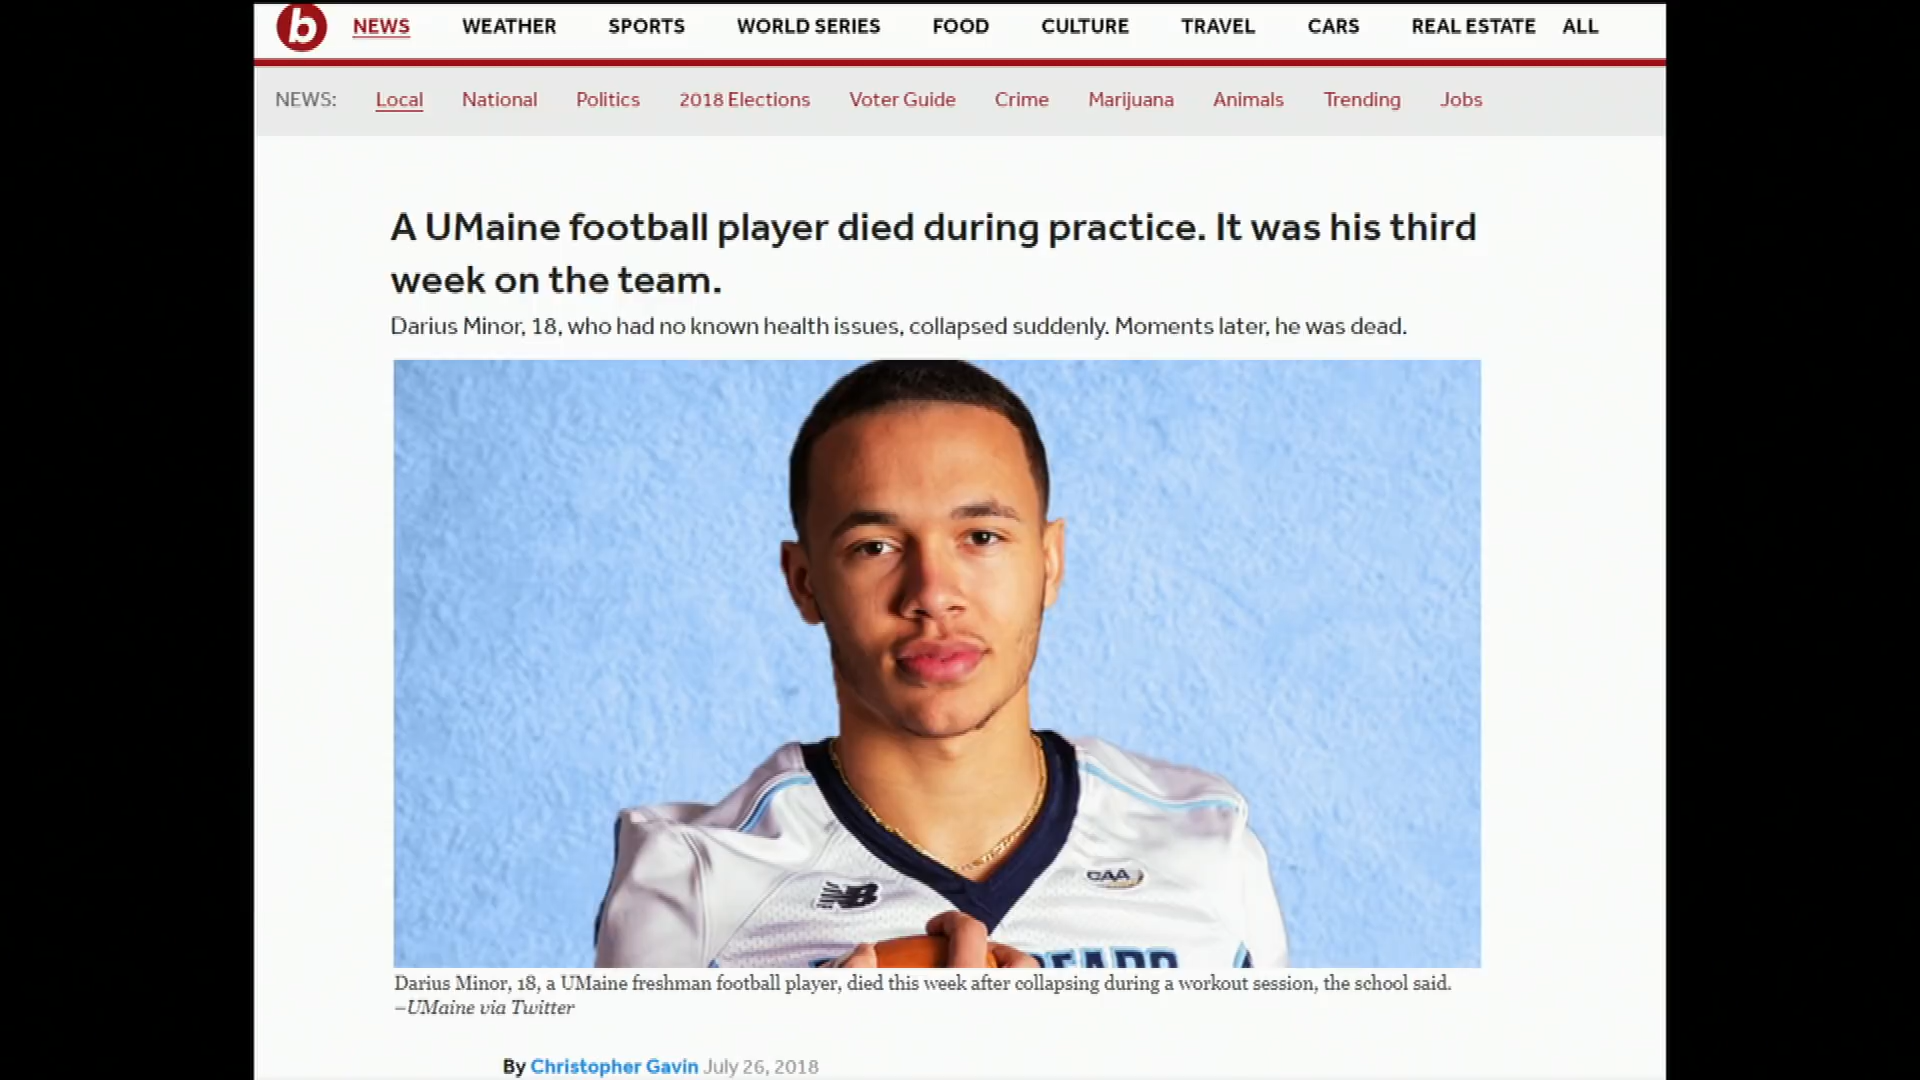 b NEWS WEATHER SPORTS WORLD SERIES FOOD CULTURE TRAVEL CARS REAL ESTATE ALL
NEWS: Local National Politics 2018 Elections Voter Guide Crime Marijuana Animals Trending Jobs
A UMaine football player died during practice. It was his third
week on the team.
Darius Minor, 18, who had no known health issues, collapsed suddenly. Moments later, he was dead.
NB
CAA
Darius Minor, 18, a UMaine freshman football player, died this week after collapsing during a workout session, the school said.
–UMaine via Twitter
By Christopher Gavin July 26, 2018